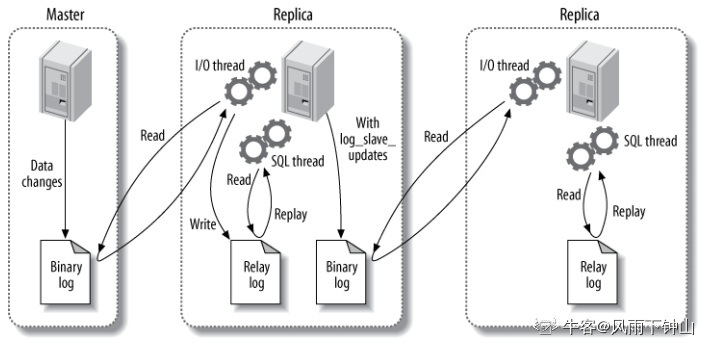 Master
Data
changes
Binary
log
Read
Replica
I/O thread
SQL thread
Read
Replay
Write
Relay
log
With
log_slave_
updates
Binary
log
Read
Replica
I/O thread
SQL thread
Read
Replay
Relay
log
牛客@风雨下钟山